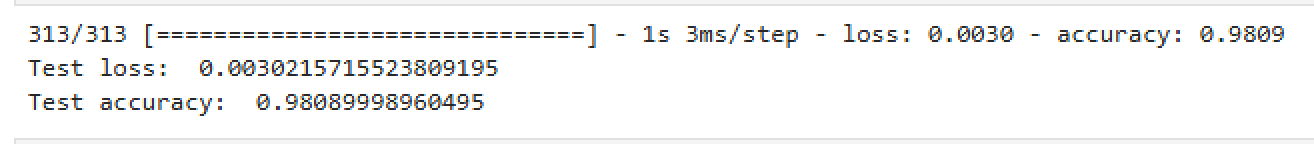 313/313 [==============================] - 1s 3ms/step - loss: 0.0030 - accuracy: 0.9809
Test loss:  0.0030215715523809195
Test accuracy:  0.98089998960495